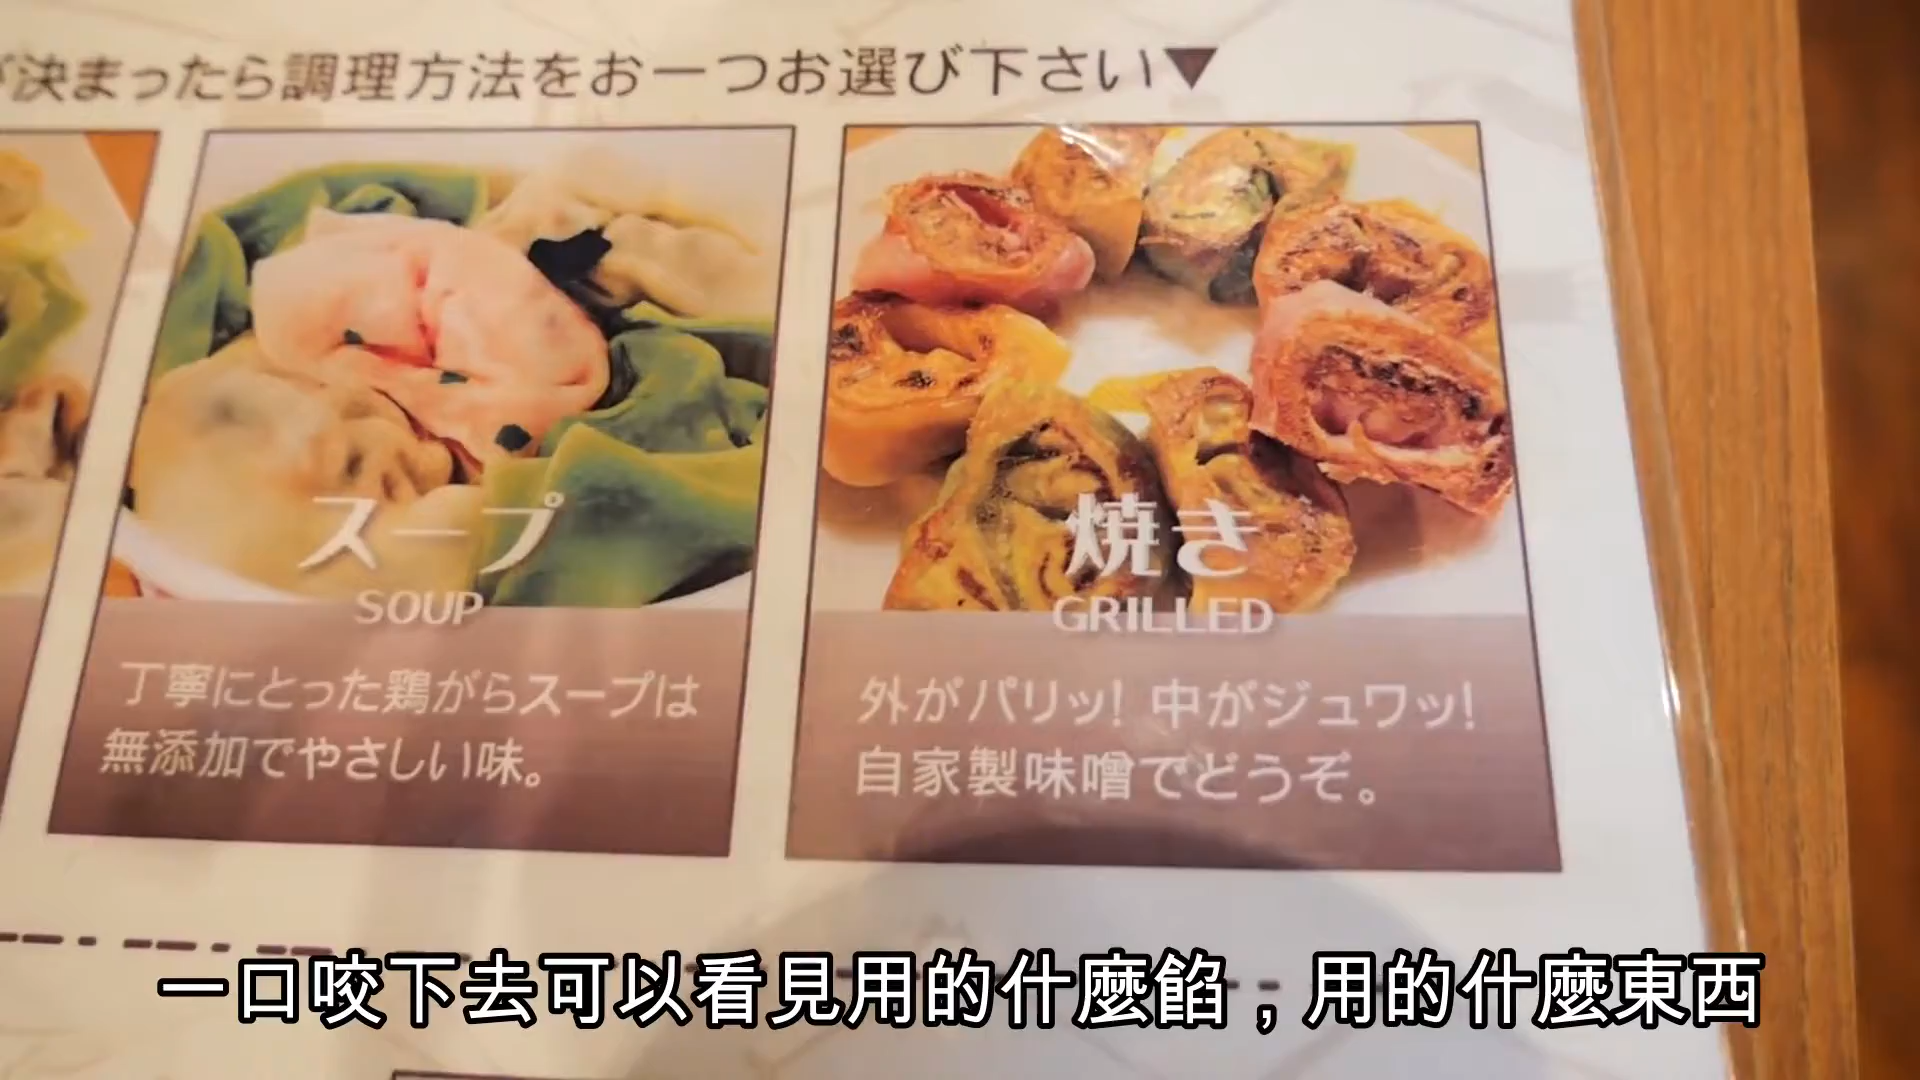 が決まったら調理方法をお一つお選び下さい▼
スープ
SOUP
丁寧にとった鶏がらスープは
無添加でやさしい味。
焼き
GRILLED
外がパリッ! 中がジュワッ!
自家製味噌でどうぞ。
一口咬下去可以看見用的什麼餡，用的什麼東西